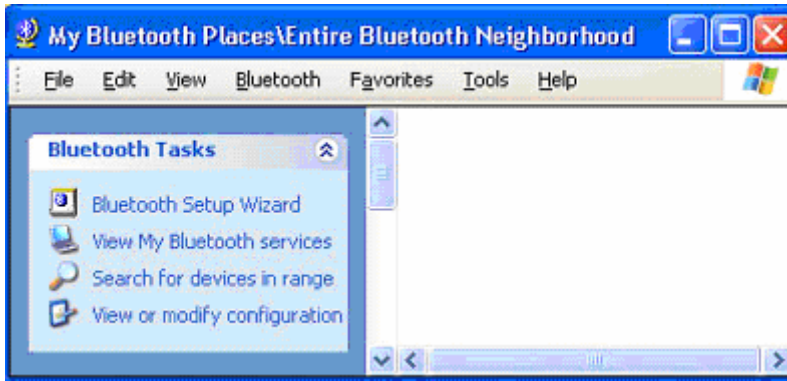 My Bluetooth Places\Entire Bluetooth Neighborhood
File Edit View Bluetooth Favorites Tools Help
Bluetooth Tasks
Bluetooth Setup Wizard
View My Bluetooth services
Search for devices in range
View or modify configuration